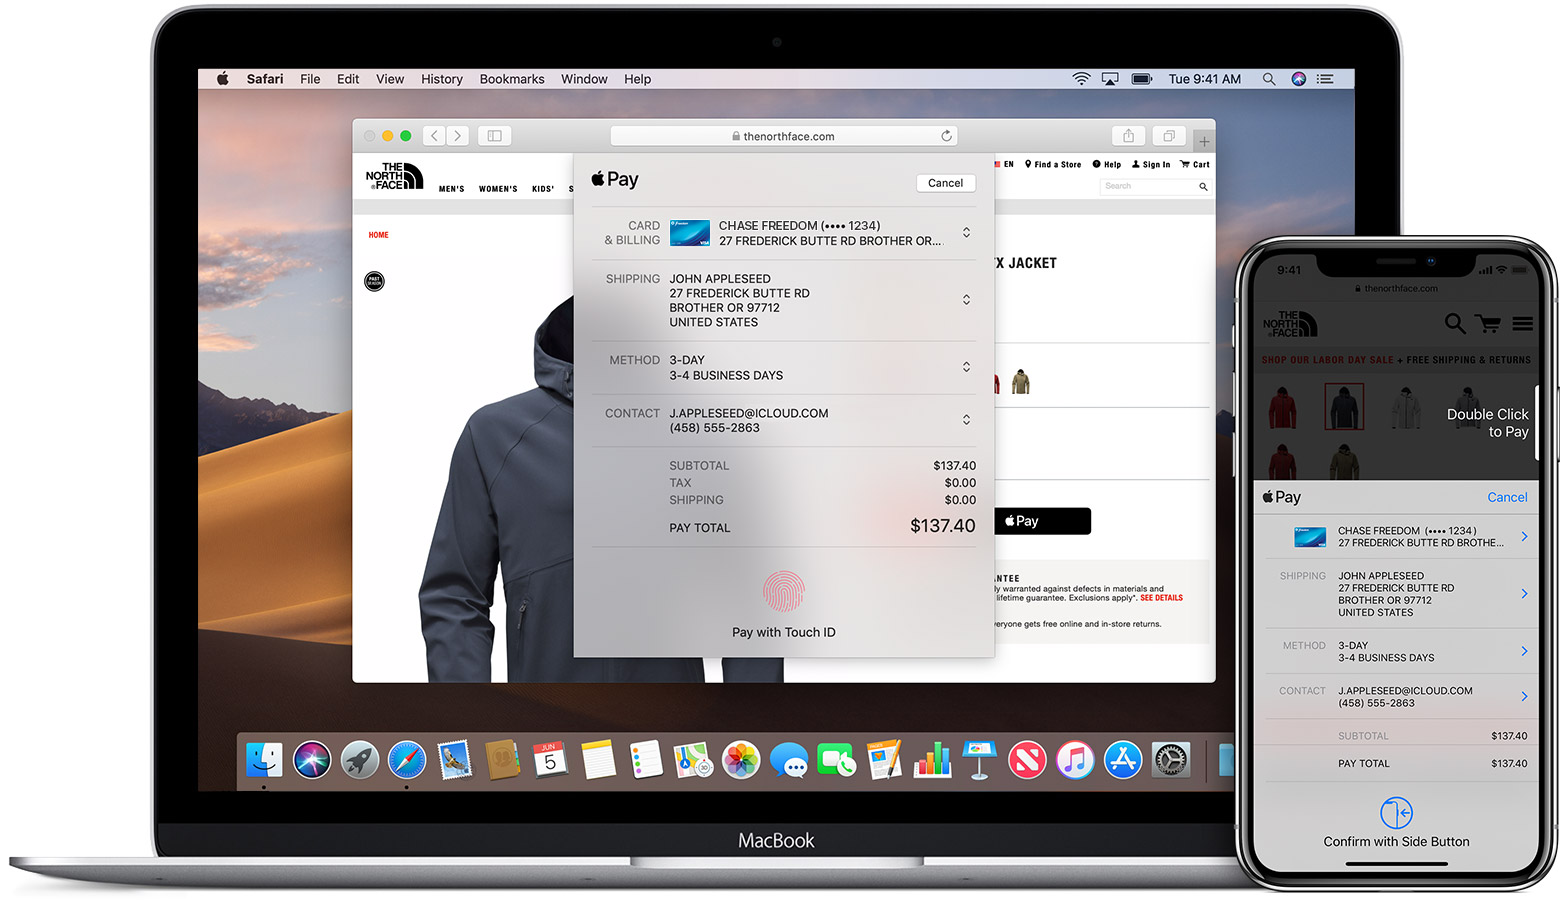 Safari File Edit View History Bookmarks Window Help
Tue 9:41 AM
thenorthface.com
THE
NORTH
FACE
MEN'S WOMEN'S KIDS' S
EN Find a Store Help Sign In Cart
Search
HOME
PAST
SEASON
X JACKET
Pay
NTEE
ly warranted against defects in materials and
lifetime guarantee. Exclusions apply*. SEE DETAILS
veryone gets free online and in-store returns.
Pay
Cancel
CARD
& BILLING
CHASE FREEDOM (•••• 1234)
27 FREDERICK BUTTE RD BROTHER OR...
SHIPPING
JOHN APPLESEED
27 FREDERICK BUTTE RD
BROTHER OR 97712
UNITED STATES
METHOD
3-DAY
3-4 BUSINESS DAYS
CONTACT
J.APPLESEED@ICLOUD.COM
(458) 555-2863
SUBTOTAL $137.40
TAX $0.00
SHIPPING $0.00
PAY TOTAL $137.40
Pay with Touch ID
JUN
5
3D
PAGES
MacBook
9:41
thenorthface.com
THE
NORTH
FACE
SHOP OUR LABOR DAY SALE + FREE SHIPPING & RETURNS
Double Click
to Pay
Pay
Cancel
CHASE FREEDOM (•••• 1234)
27 FREDERICK BUTTE RD BROTHE...
SHIPPING
JOHN APPLESEED
27 FREDERICK BUTTE RD
BROTHER OR 97712
UNITED STATES
METHOD
3-DAY
3-4 BUSINESS DAYS
CONTACT
J.APPLESEED@ICLOUD.COM
(458) 555-2863
SUBTOTAL $137.40
PAY TOTAL $137.40
Confirm with Side Button